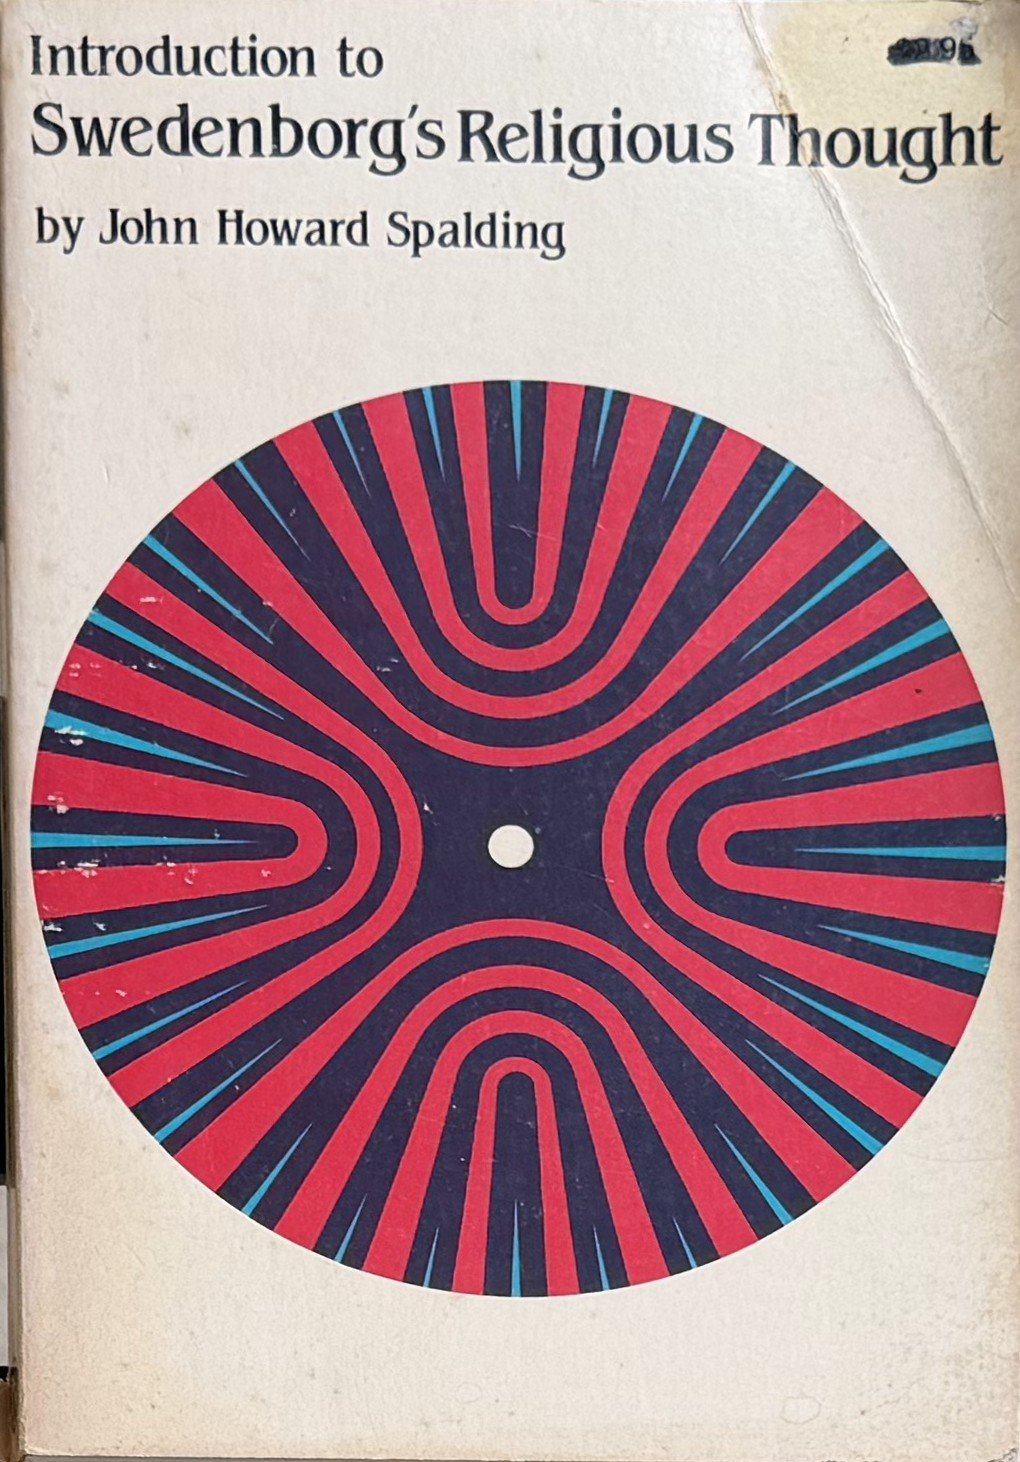 Introduction to
Swedenborg's Religious Thought
by John Howard Spalding